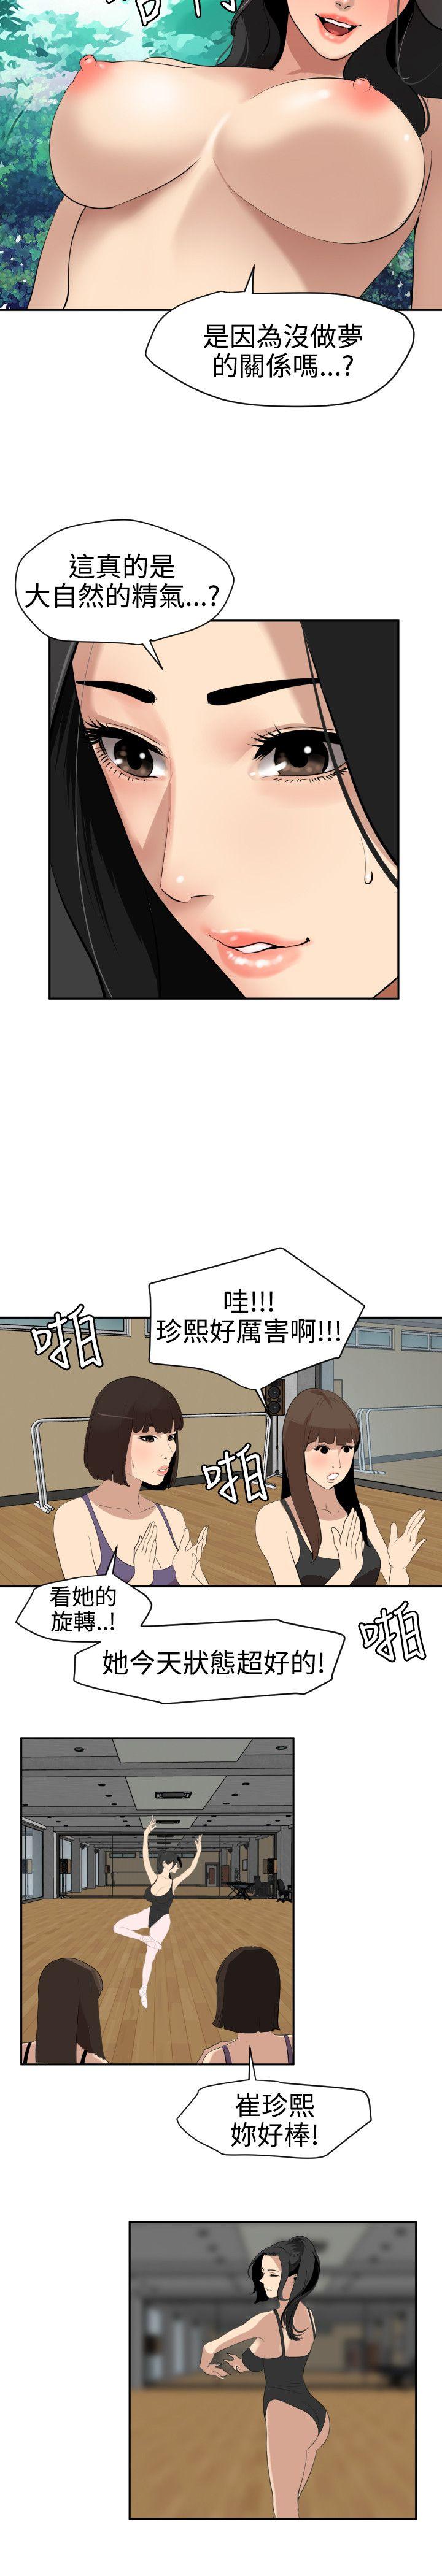 是因為沒做夢
的關係嗎...?
這真的是
大自然的精氣...?
哇!!!
珍熙好厲害啊!!!
啪
啪
看她的
旋轉..!
她今天狀態超好的!
啪
崔珍熙
妳好棒!